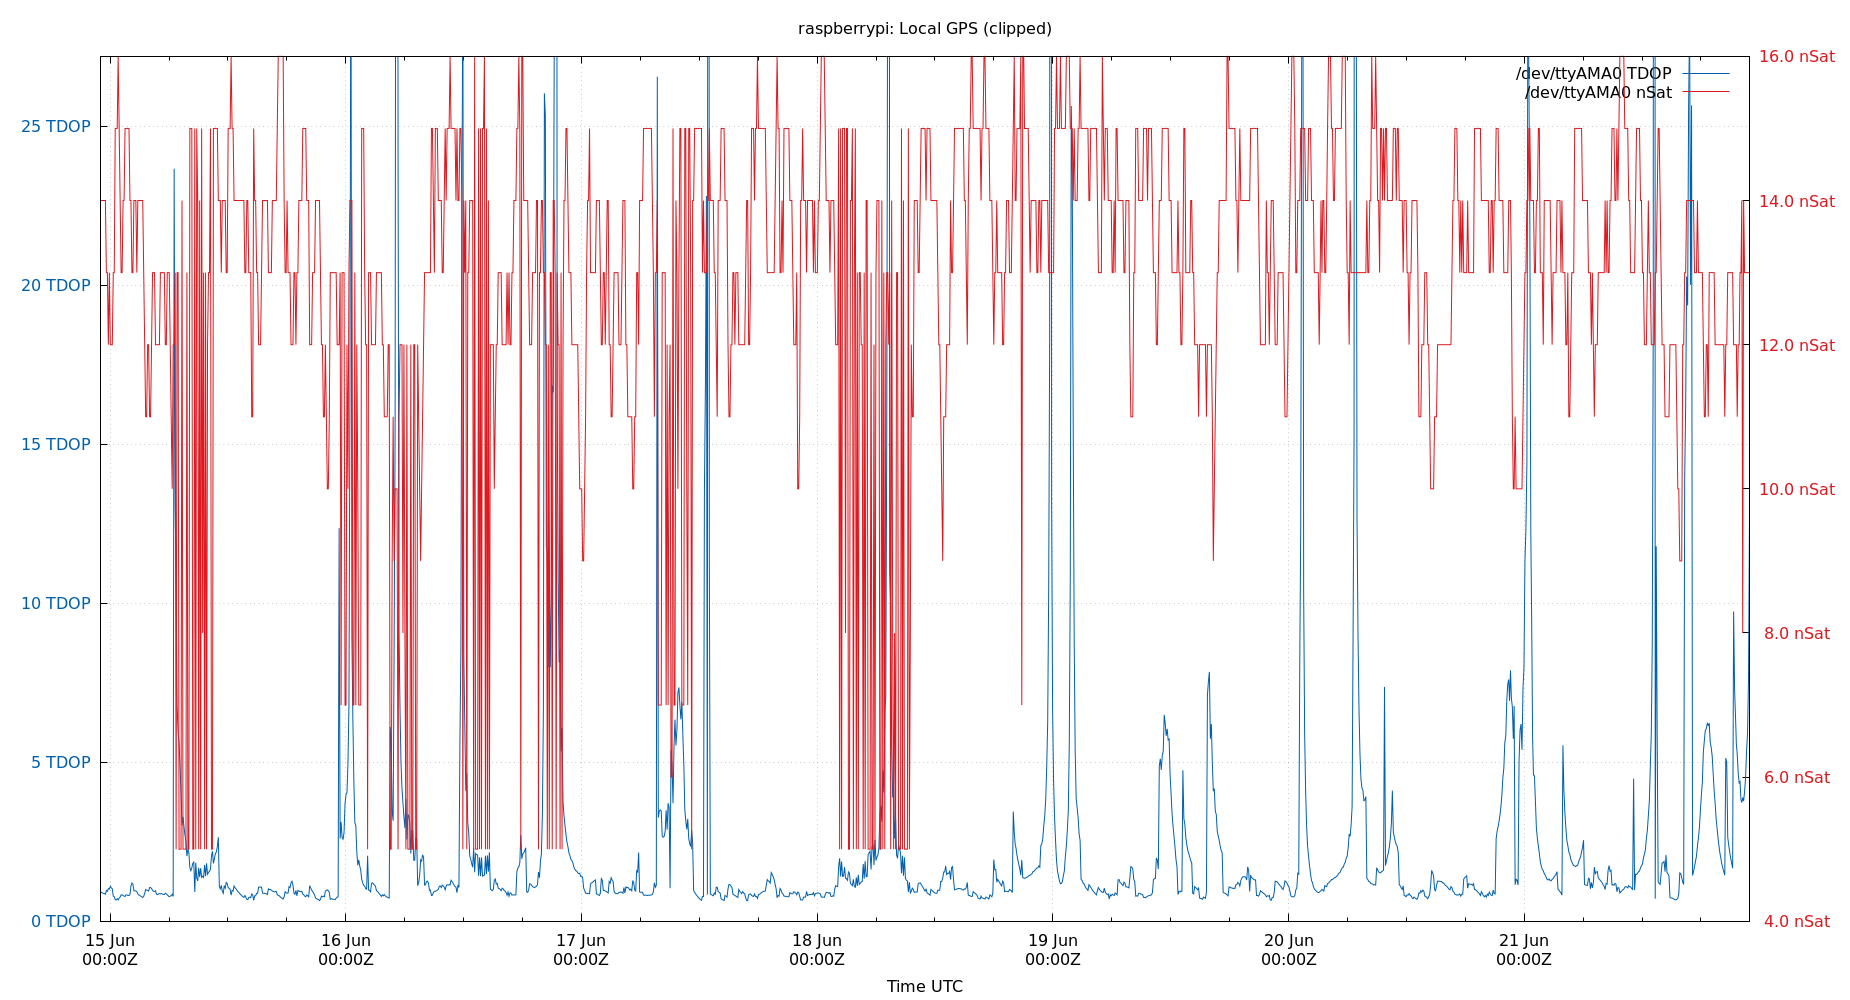 raspberrypi: Local GPS (clipped)
16.0 nSat
/dev/ttyAMA0 TDOP
/dev/ttyAMA0 nSat
25 TDOP
14.0 nSat
20 TDOP
12.0 nSat
15 TDOP
10.0 nSat
10 TDOP
8.0 nSat
5 TDOP
6.0 nSat
0 TDOP
4.0 nSat
15 Jun 16 Jun 17 Jun 18 Jun 19 Jun 20 Jun 21 Jun
00:00Z 00:00Z 00:00Z 00:00Z 00:00Z 00:00Z 00:00Z
Time UTC